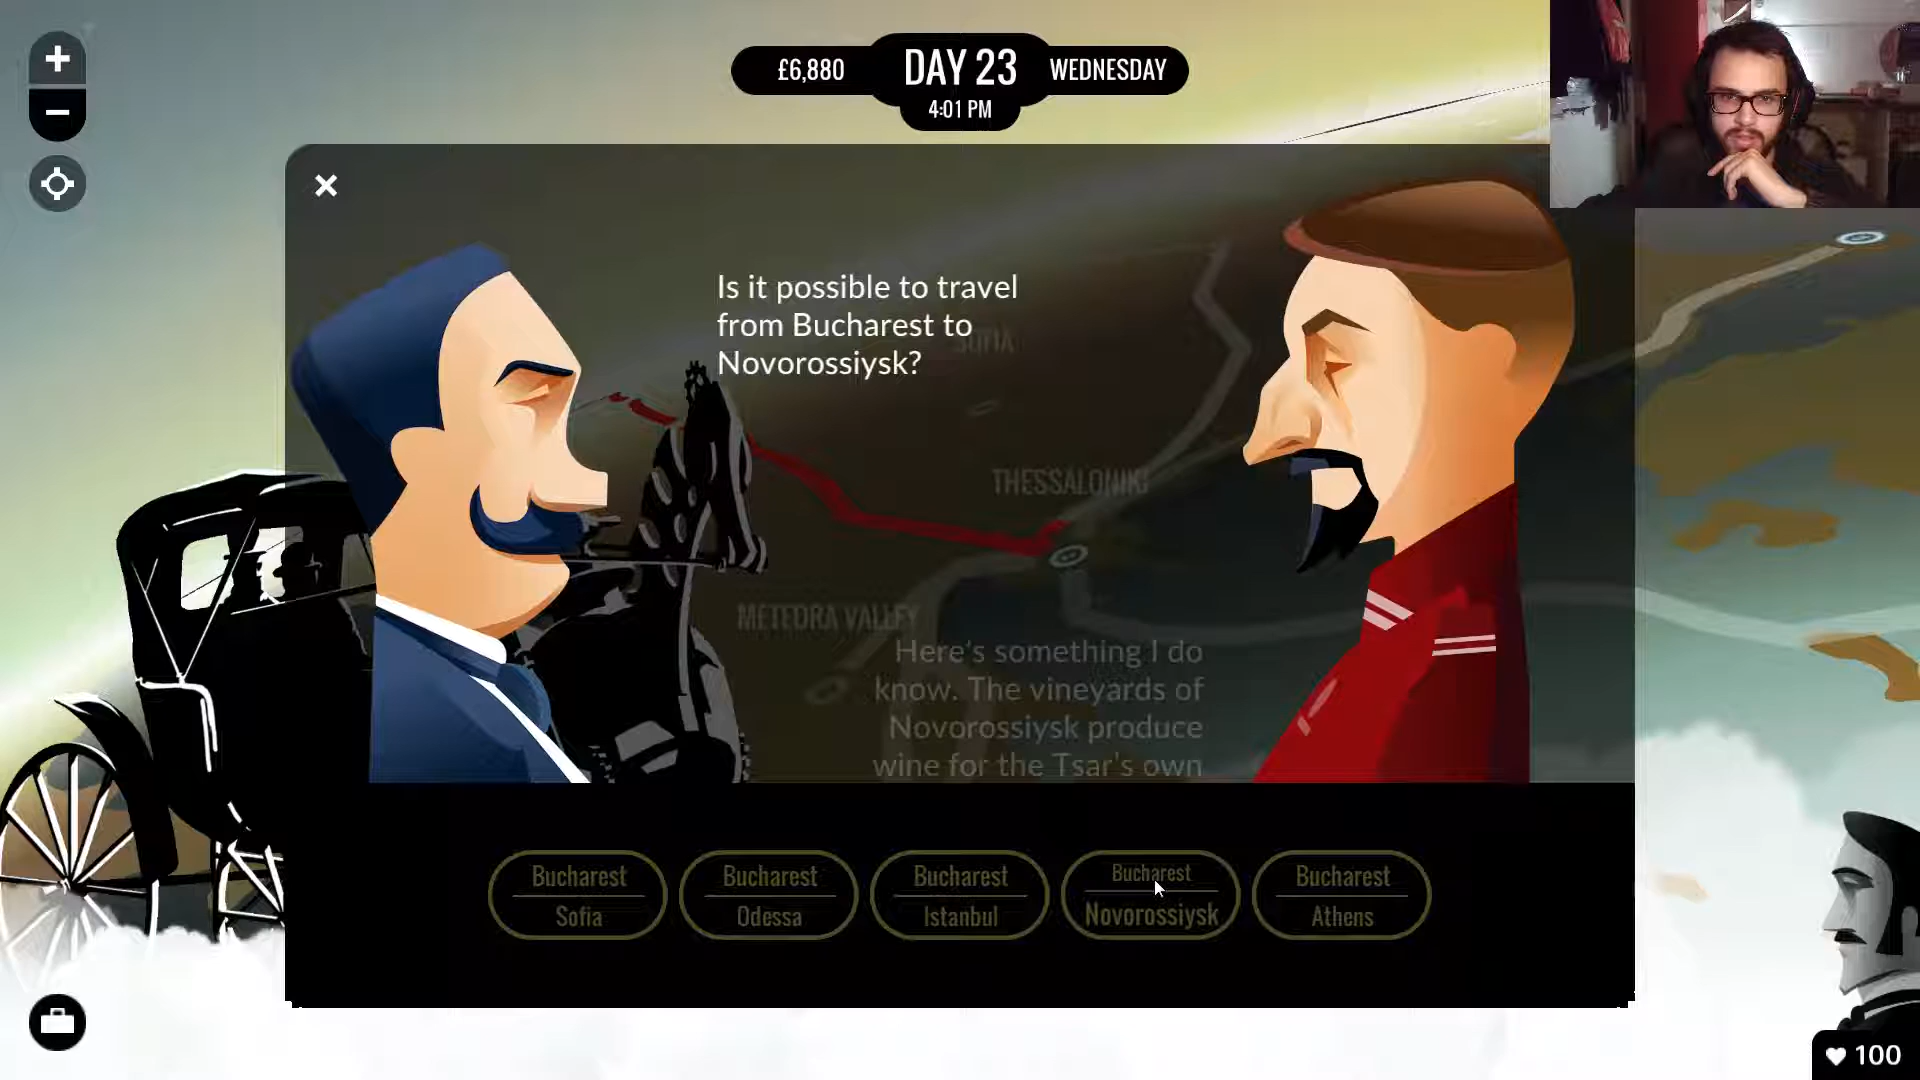 £6,880
DAY 23
WEDNESDAY
4:01 PM
Is it possible to travel
from Bucharest to
Novorossiysk?
SOFIA
THESSALONIKI
METEORA VALLEY
Here's something I do
know. The vineyards of
Novorossiysk produce
wine for the Tsar's own
Bucharest
Sofia
Bucharest
Odessa
Bucharest
Istanbul
Bucharest
Novorossiysk
Bucharest
Athens
100